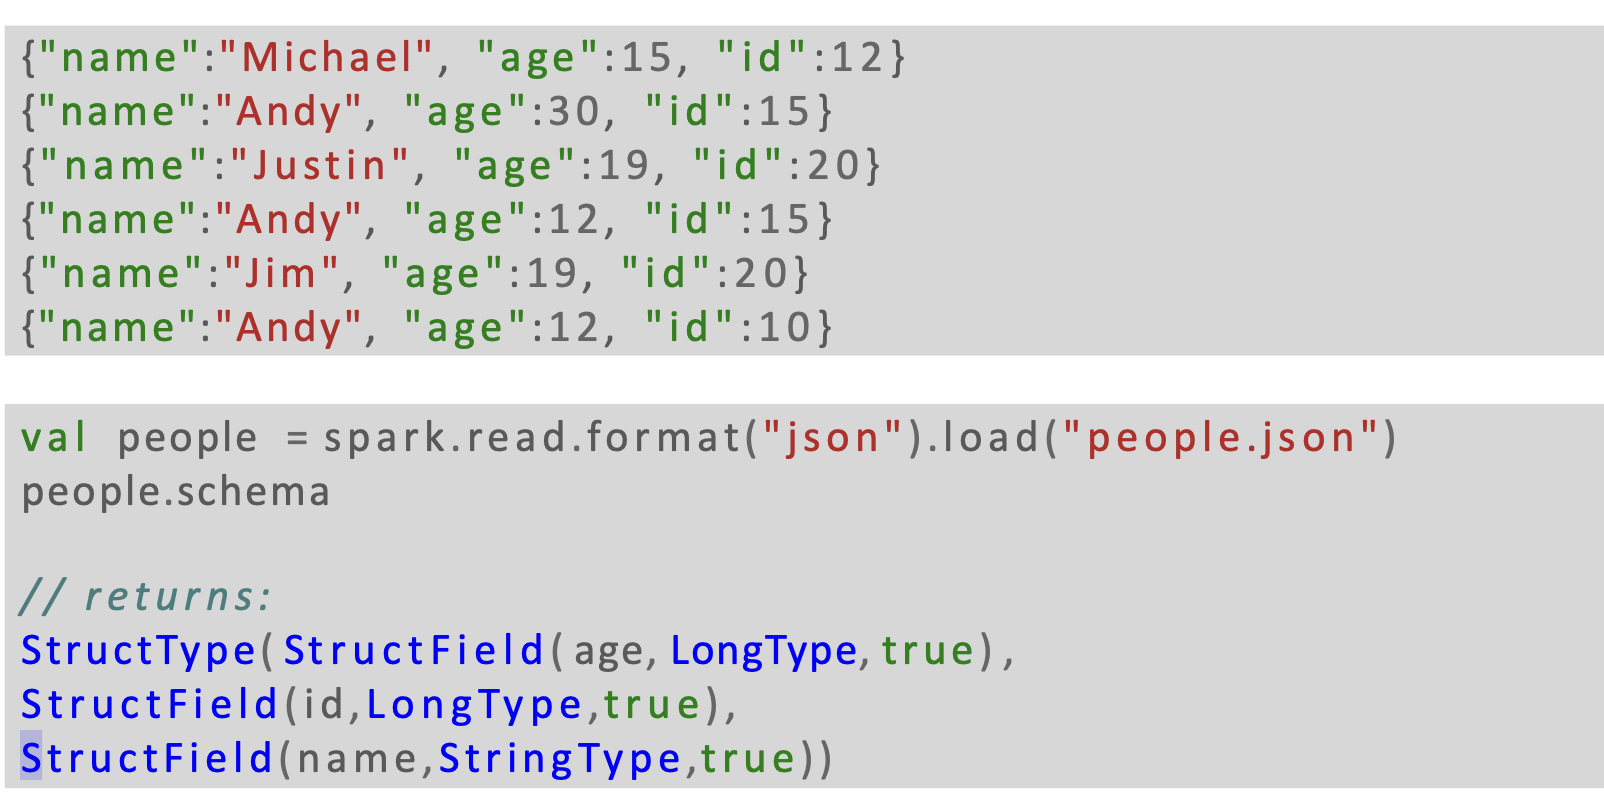 {"name":"Michael", "age":15, "id":12}
{"name":"Andy", "age":30, "id":15}
{"name":"Justin", "age":19, "id":20}
{"name":"Andy", "age":12, "id":15}
{"name":"Jim", "age":19, "id":20}
{"name":"Andy", "age":12, "id":10}
val people = spark.read.format("json").load("people.json")
people.schema
// returns:
StructType(StructField(age, LongType, true),
StructField(id,LongType,true),
StructField(name,StringType,true))